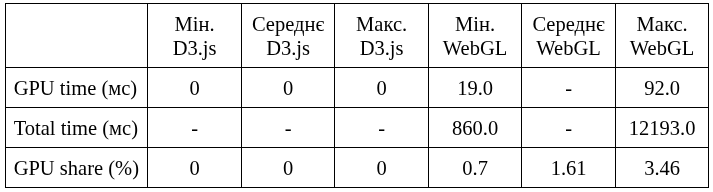 Мін. D3.js	Середнє D3.js	Макс. D3.js	Мін. WebGL	Середнє WebGL	Макс. WebGL
GPU time (мс)	0	0	0	19.0	-	92.0
Total time (мс)	-	-	-	860.0	-	12193.0
GPU share (%)	0	0	0	0.7	1.61	3.46